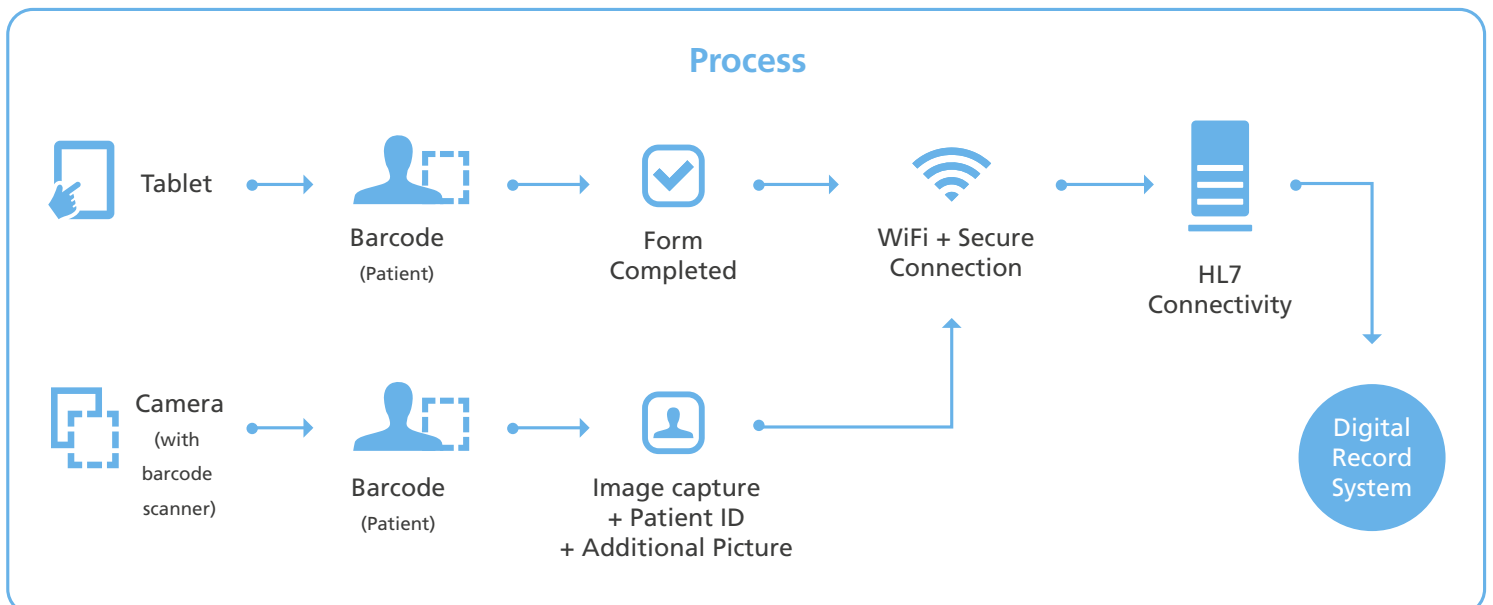 Process
Tablet
Barcode
(Patient)
Form
Completed
WiFi + Secure
Connection
HL7
Connectivity
Camera
(with
barcode
scanner)
Barcode
(Patient)
Image capture
+ Patient ID
+ Additional Picture
Digital
Record
System